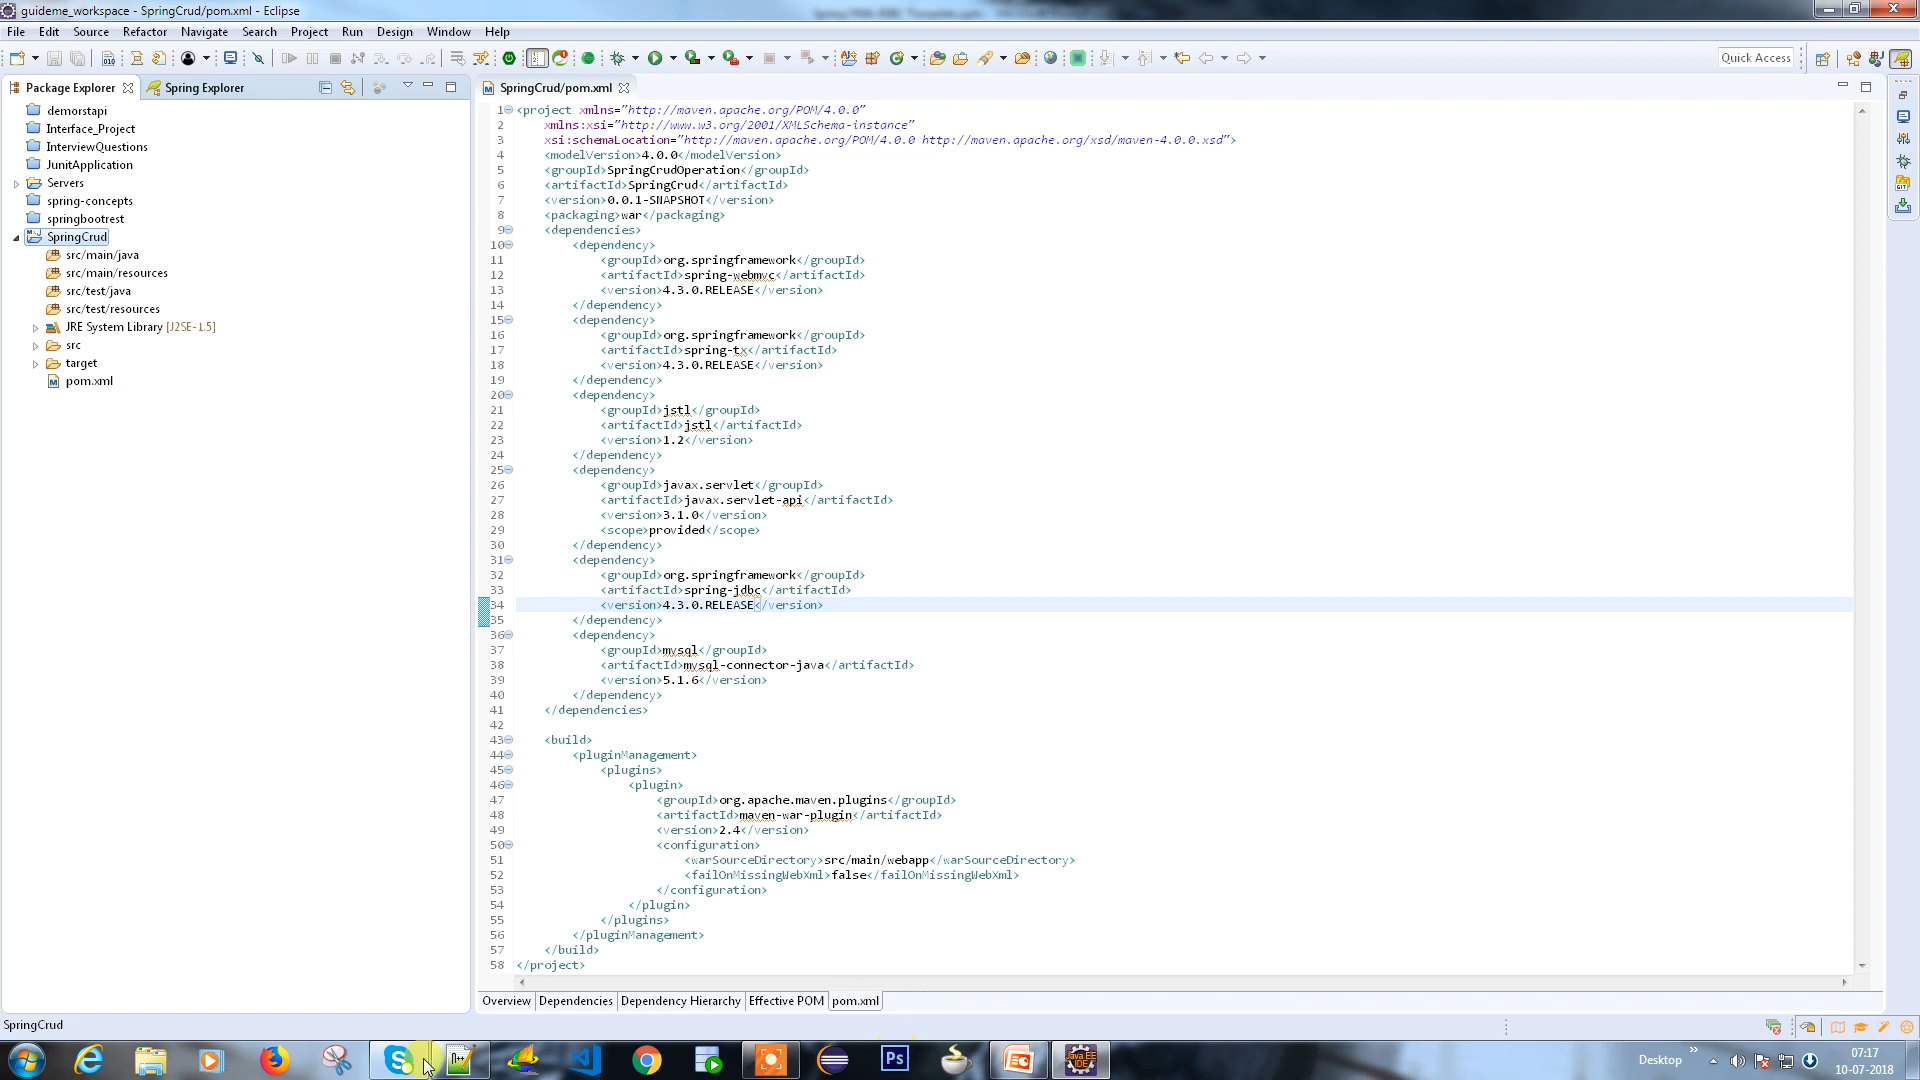 guideme_workspace - SpringCrud/pom.xml - Eclipse
File Edit Source Refactor Navigate Search Project Run Design Window Help
Quick Access
Package Explorer
Spring Explorer
SpringCrud/pom.xml
demorstapi
Interface_Project
InterviewQuestions
JunitApplication
Servers
spring-concepts
springbootrest
SpringCrud
src/main/java
src/main/resources
src/test/java
src/test/resources
JRE System Library [J2SE-1.5]
src
target
pom.xml
1 <project xmlns="http://maven.apache.org/POM/4.0.0"
2 xmlns:xsi="http://www.w3.org/2001/XMLSchema-instance"
3 xsi:schemaLocation="http://maven.apache.org/POM/4.0.0 http://maven.apache.org/xsd/maven-4.0.0.xsd">
4 <modelVersion>4.0.0</modelVersion>
5 <groupId>SpringCrudOperation</groupId>
6 <artifactId>SpringCrud</artifactId>
7 <version>0.0.1-SNAPSHOT</version>
8 <packaging>war</packaging>
9 <dependencies>
10 <dependency>
11 <groupId>org.springframework</groupId>
12 <artifactId>spring-webmvc</artifactId>
13 <version>4.3.0.RELEASE</version>
14 </dependency>
15 <dependency>
16 <groupId>org.springframework</groupId>
17 <artifactId>spring-tx</artifactId>
18 <version>4.3.0.RELEASE</version>
19 </dependency>
20 <dependency>
21 <groupId>jstl</groupId>
22 <artifactId>jstl</artifactId>
23 <version>1.2</version>
24 </dependency>
25 <dependency>
26 <groupId>javax.servlet</groupId>
27 <artifactId>javax.servlet-api</artifactId>
28 <version>3.1.0</version>
29 <scope>provided</scope>
30 </dependency>
31 <dependency>
32 <groupId>org.springframework</groupId>
33 <artifactId>spring-jdbc</artifactId>
34 <version>4.3.0.RELEASE</version>
35 </dependency>
36 <dependency>
37 <groupId>mysql</groupId>
38 <artifactId>mysql-connector-java</artifactId>
39 <version>5.1.6</version>
40 </dependency>
41 </dependencies>
42
43 <build>
44 <pluginManagement>
45 <plugins>
46 <plugin>
47 <groupId>org.apache.maven.plugins</groupId>
48 <artifactId>maven-war-plugin</artifactId>
49 <version>2.4</version>
50 <configuration>
51 <warSourceDirectory>src/main/webapp</warSourceDirectory>
52 <failOnMissingWebXml>false</failOnMissingWebXml>
53 </configuration>
54 </plugin>
55 </plugins>
56 </pluginManagement>
57 </build>
58 </project>
Overview Dependencies Dependency Hierarchy Effective POM pom.xml
SpringCrud
Ps
Java EE
IDE
Desktop
07:17
10-07-2018